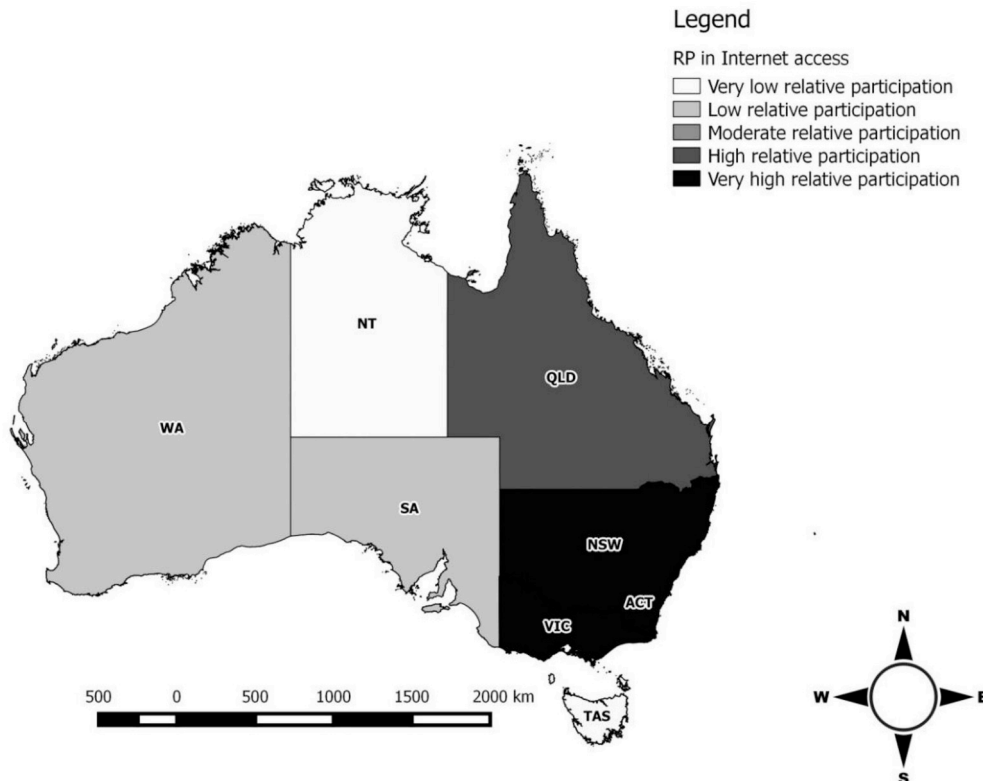 Legend
RP in Internet access
Very low relative participation
Low relative participation
Moderate relative participation
High relative participation
Very high relative participation
NT
QLD
WA
SA
NSW
ACT
VIC
TAS
500 0 500 1000 1500 2000 km
N
W E
S